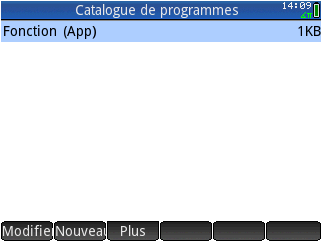 Catalogue de programmes
14:09
∡π
Fonction (App) 1KB
Modifie Nouveau Plus